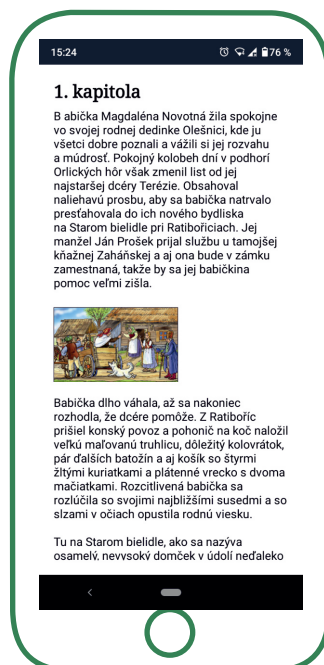 15:24 76 %
1. kapitola
B abička Magdaléna Novotná žila spokojne
vo svojej rodnej dedinke Olešnici, kde ju
všetci dobre poznali a vážili si jej rozvahu
a múdrosť. Pokojný kolobeh dní v podhorí
Orlických hôr však zmenil list od jej
najstaršej dcéry Terézie. Obsahoval
naliehavú prosbu, aby sa babička natrvalo
presťahovala do ich nového bydliska
na Starom bielidle pri Ratibořiciach. Jej
manžel Ján Prošek prijal službu u tamojšej
kňažnej Zaháňskej a aj ona bude v zámku
zamestnaná, takže by sa jej babičkina
pomoc veľmi zišla.
Babička dlho váhala, až sa nakoniec
rozhodla, že dcére pomôže. Z Ratiboříc
prišiel konský povoz a pohonič na koč naložil
veľkú maľovanú truhlicu, dôležitý kolovrátok,
pár ďalších batožín a aj košík so štyrmi
žltými kuriatkami a plátenné vrecko s dvoma
mačiatkami. Rozcitlivená babička sa
rozlúčila so svojimi najbližšími susedmi a so
slzami v očiach opustila rodnú viesku.
Tu na Starom bielidle, ako sa nazýva
osamelý, nevysoký domček v údolí neďaleko